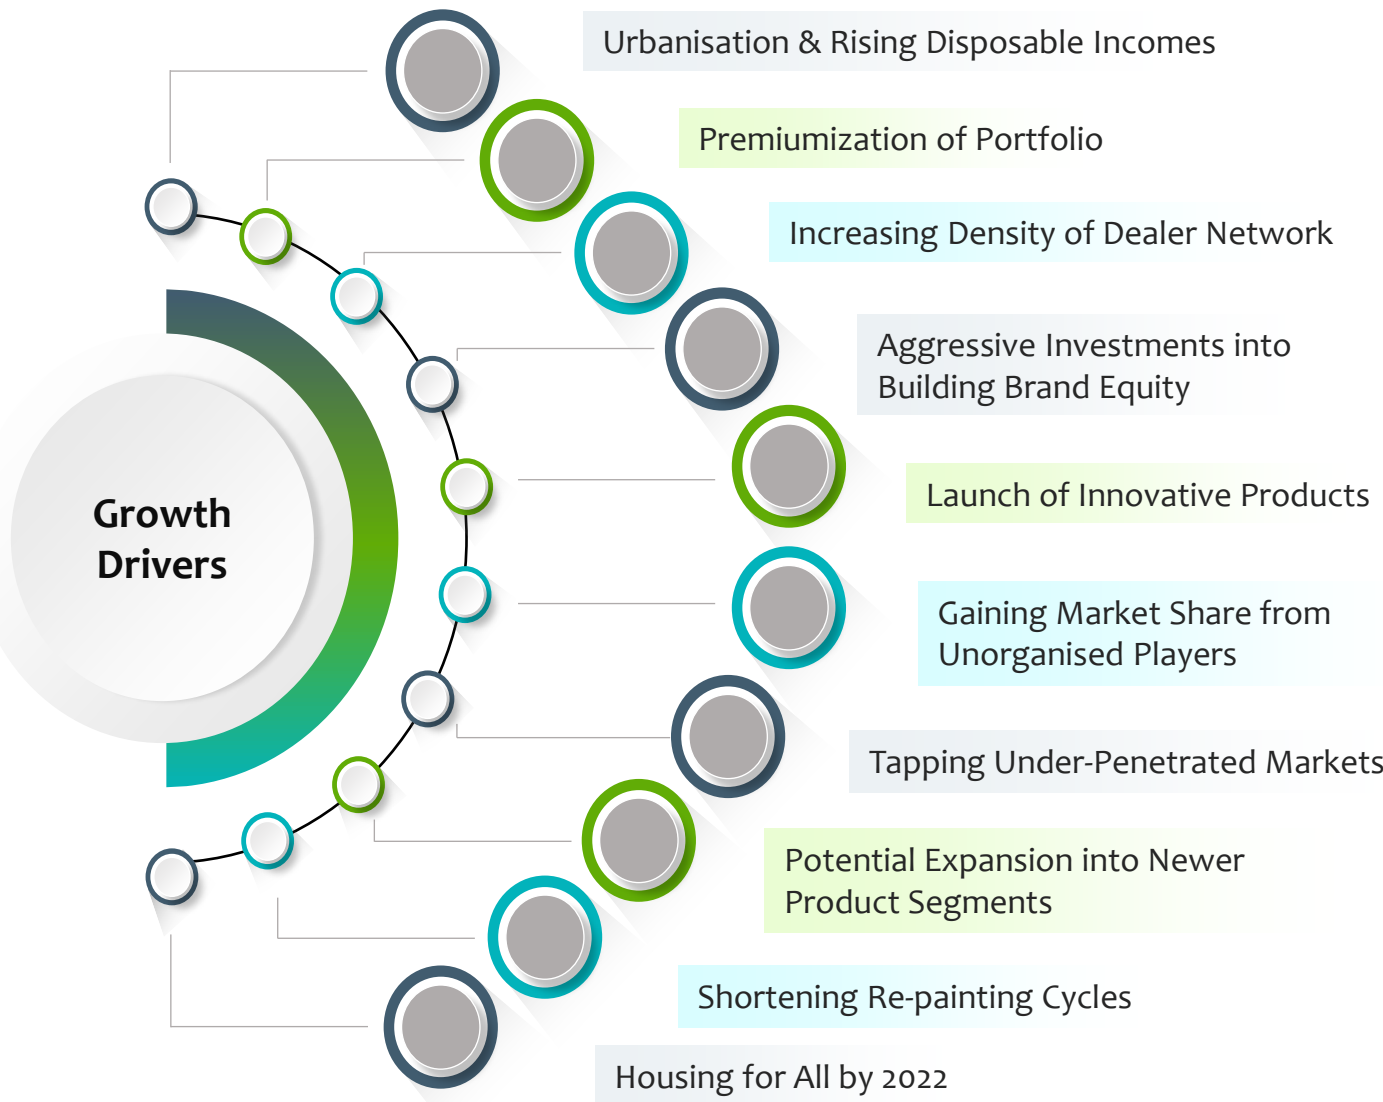 Urbanisation & Rising Disposable Incomes
Premiumization of Portfolio
Increasing Density of Dealer Network
Aggressive Investments into
Building Brand Equity
Launch of Innovative Products
Growth
Drivers
Gaining Market Share from
Unorganised Players
Tapping Under-Penetrated Markets
Potential Expansion into Newer
Product Segments
Shortening Re-painting Cycles
Housing for All by 2022